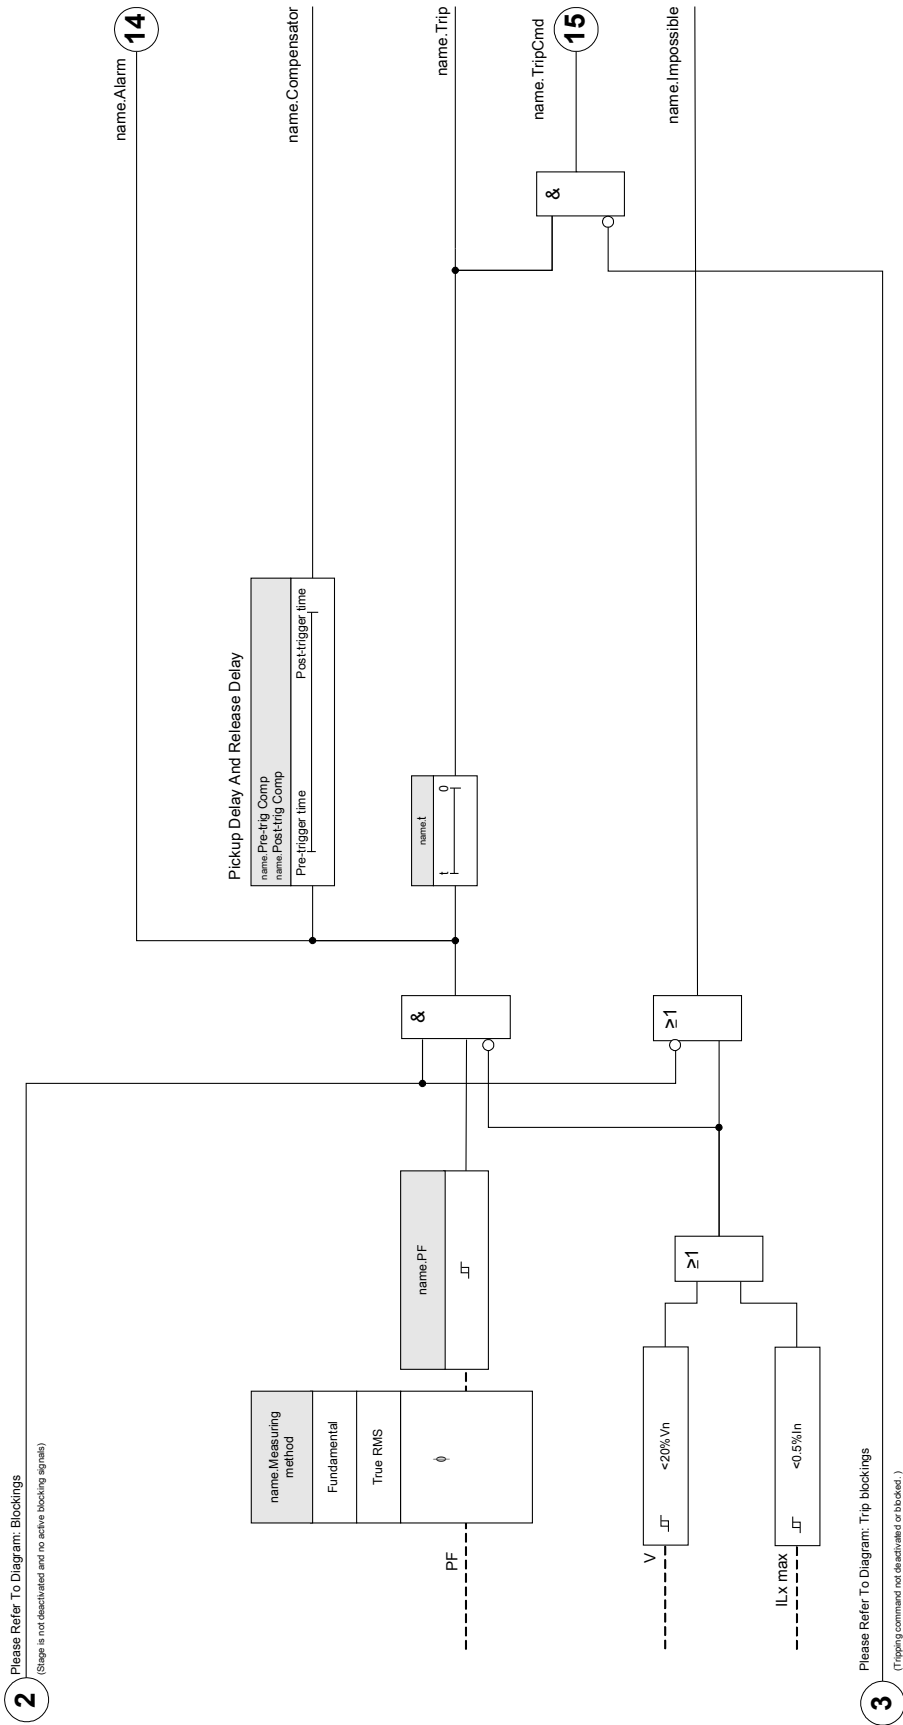 2
Please Refer To Diagram: Blockings
(Stage is not deactivated and no active blocking signals)
name.Alarm
14
Pickup Delay And Release Delay
name.Pre-trig Comp
name.Post-trig Comp
Pre-trigger time
Post-trigger time
name.Compensator
name.Measuring
method
Fundamental
True RMS
ϕ
PF
name.PF
&
name.t
t
0
name.Trip
&
name.TripCmd
15
V
<20%Vn
ILx max
<0.5%In
≥1
≥1
name.Impossible
3
Please Refer To Diagram: Trip blockings
(Tripping command not deactivated or blocked. )